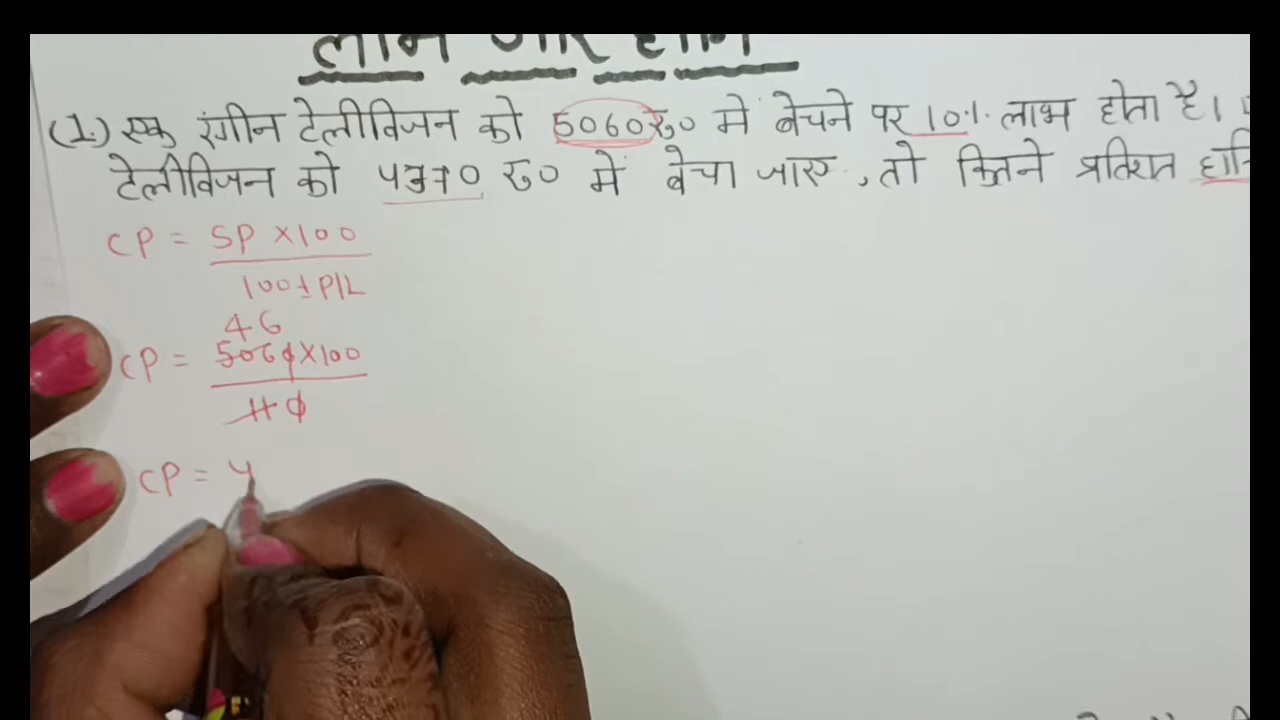 लाभ और हानि
(1.) एक रंगीन टेलीविजन को 5060रु० में बेचने पर 10% लाभ होता है।
टेलीविजन को 4370 रु० में बेचा जाए, तो कितने प्रतिशत हानि
CP = SP ×100
100±P/L
46
CP = 5060×100
110
CP = 4